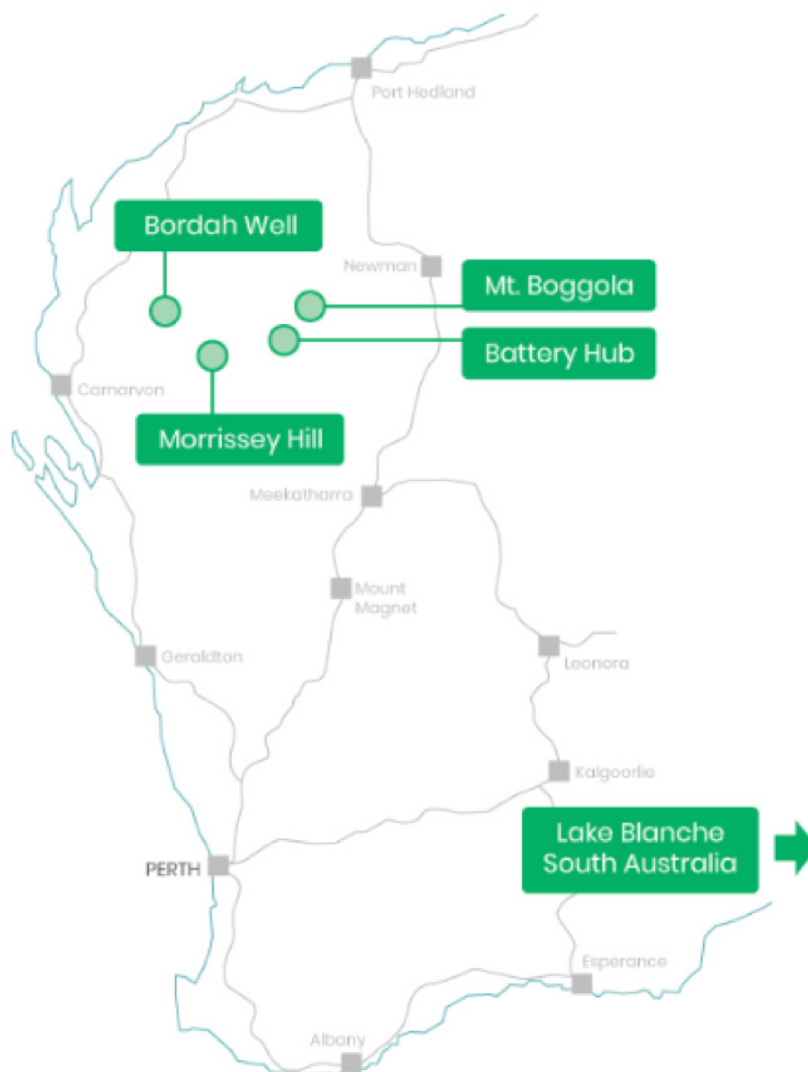 Port Hedland
Bordah Well
Newman
Mt. Boggola
Battery Hub
Carnarvon
Morrissey Hill
Meekatharra
Mount
Magnet
Geraldton
Leonora
Kalgoorlie
Lake Blanche
South Australia
PERTH
Esperance
Albany